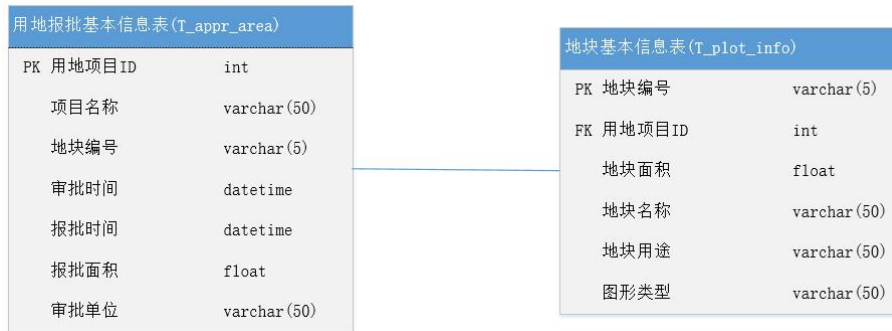 用地报批基本信息表(T_appr_area)
PK 用地项目ID int
项目名称 varchar(50)
地块编号 varchar(5)
审批时间 datetime
报批时间 datetime
报批面积 float
审批单位 varchar(50)
地块基本信息表(T_plot_info)
PK 地块编号 varchar(5)
FK 用地项目ID int
地块面积 float
地块名称 varchar(50)
地块用途 varchar(50)
图形类型 varchar(50)